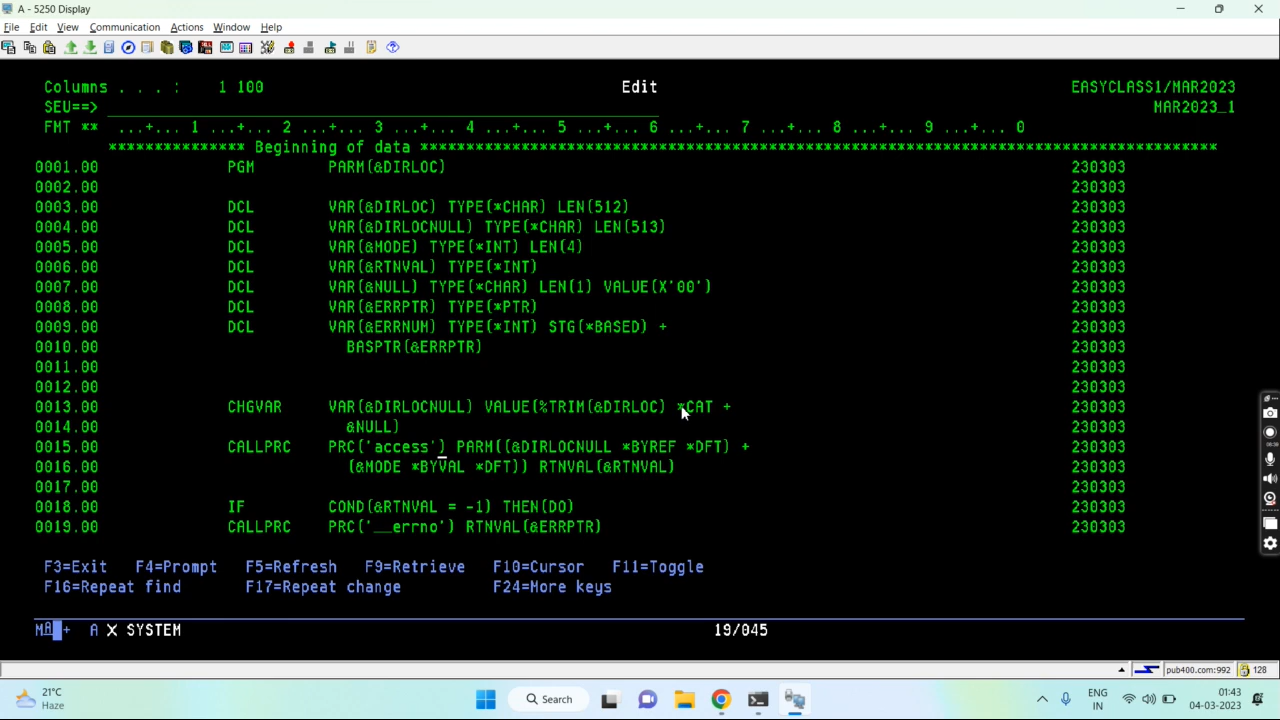 A - 5250 Display
File Edit View Communication Actions Window Help
Columns . . . : 1 100 Edit EASYCLASS1/MAR2023
SEU==> MAR2023_1
FMT ** ...+... 1 ...+... 2 ...+... 3 ...+... 4 ...+... 5 ...+... 6 ...+... 7 ...+... 8 ...+... 9 ...+... 0
*************** Beginning of data ***************************************************************************************
0001.00 PGM PARM(&DIRLOC) 230303
0002.00 230303
0003.00 DCL VAR(&DIRLOC) TYPE(*CHAR) LEN(512) 230303
0004.00 DCL VAR(&DIRLOCNULL) TYPE(*CHAR) LEN(513) 230303
0005.00 DCL VAR(&MODE) TYPE(*INT) LEN(4) 230303
0006.00 DCL VAR(&RTNVAL) TYPE(*INT) 230303
0007.00 DCL VAR(&NULL) TYPE(*CHAR) LEN(1) VALUE(X'00') 230303
0008.00 DCL VAR(&ERRPTR) TYPE(*PTR) 230303
0009.00 DCL VAR(&ERRNUM) TYPE(*INT) STG(*BASED) + 230303
0010.00 BASPTR(&ERRPTR) 230303
0011.00 230303
0012.00 230303
0013.00 CHGVAR VAR(&DIRLOCNULL) VALUE(%TRIM(&DIRLOC) *CAT + 230303
0014.00 &NULL) 230303
0015.00 CALLPRC PRC('access') PARM((&DIRLOCNULL *BYREF *DFT) + 230303
0016.00 (&MODE *BYVAL *DFT)) RTNVAL(&RTNVAL) 230303
0017.00 230303
0018.00 IF COND(&RTNVAL = -1) THEN(DO) 230303
0019.00 CALLPRC PRC('__errno') RTNVAL(&ERRPTR) 230303
F3=Exit F4=Prompt F5=Refresh F9=Retrieve F10=Cursor F11=Toggle
F16=Repeat find F17=Repeat change F24=More keys
A X SYSTEM 19/045
pub400.com:992 128
21°C
Haze
Search
ENG
IN
01:43
04-03-2023